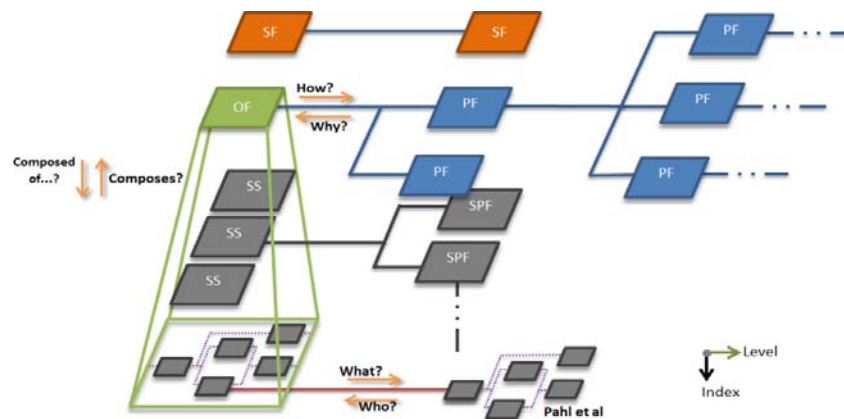 SF
SF
PF
How?
OF
PF
PF
Why?
Composed
of...?
Composes?
SS
PF
PF
SPF
SS
SPF
SS
What?
Who?
Pahl et al
Level
Index